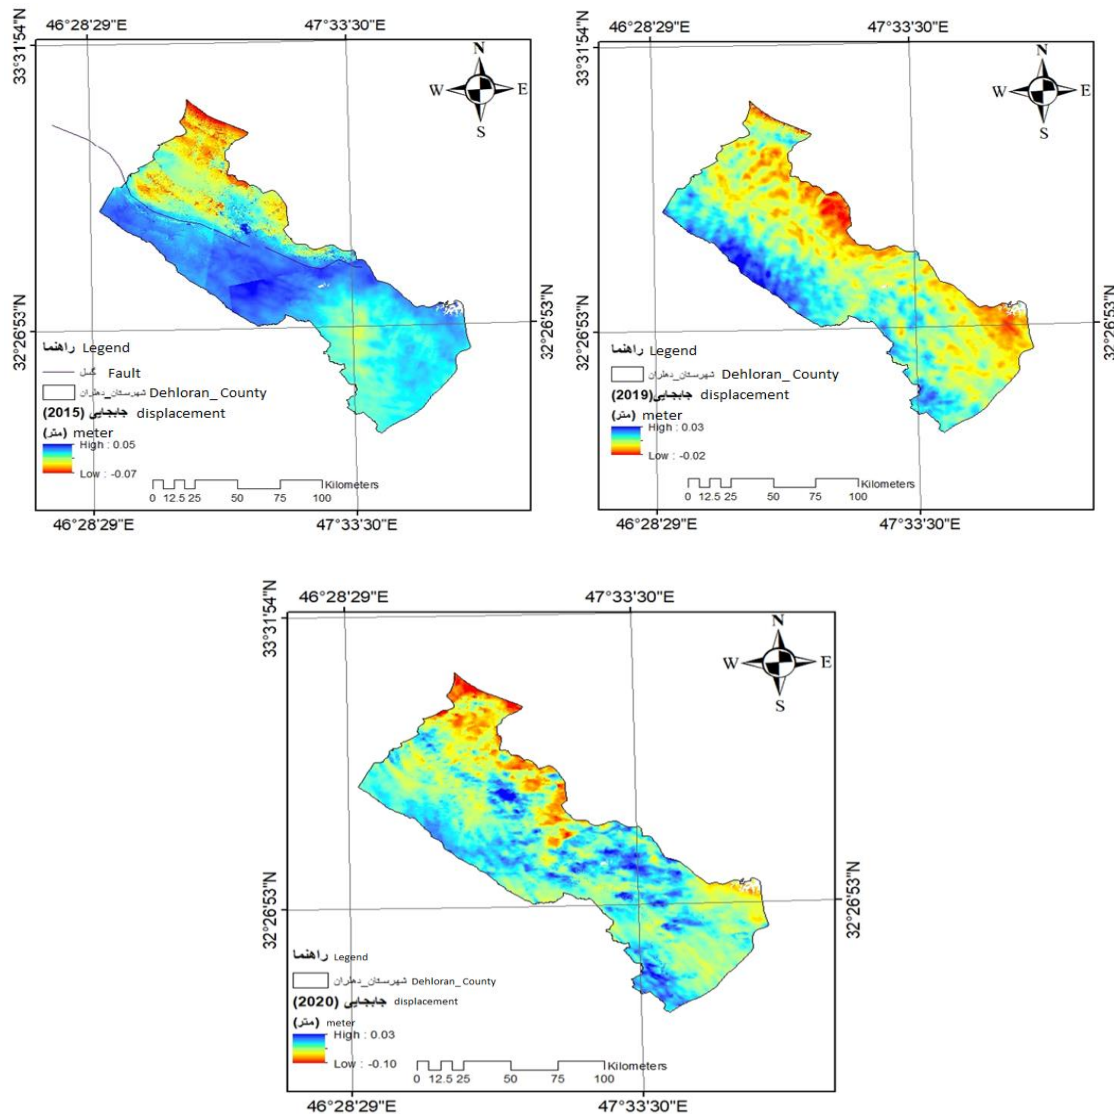 46°28'29"E 47°33'30"E
33°31'54"N
N
W E
S
32°26'53"N 32°26'53"N
راهنما Legend
گسل Fault
شهرستان_دهلران Dehloran_ County
جابجایی (2015) displacement
(متر) meter
High : 0.05
Low : -0.07
Kilometers
0 12.5 25 50 75 100
46°28'29"E 47°33'30"E
46°28'29"E 47°33'30"E
33°31'54"N
N
W E
S
32°26'53"N 32°26'53"N
راهنما Legend
شهرستان_دهلران Dehloran_ County
جابجایی (2019) displacement
(متر) meter
High : 0.03
Low : -0.02
Kilometers
0 12.5 25 50 75 100
46°28'29"E 47°33'30"E
46°28'29"E 47°33'30"E
33°31'54"N
N
W E
S
32°26'53"N 32°26'53"N
راهنما Legend
شهرستان_دهلران Dehloran_ County
جابجایی (2020) displacement
(متر) meter
High : 0.03
Low : -0.10
Kilometers
0 12.5 25 50 75 100
46°28'29"E 47°33'30"E